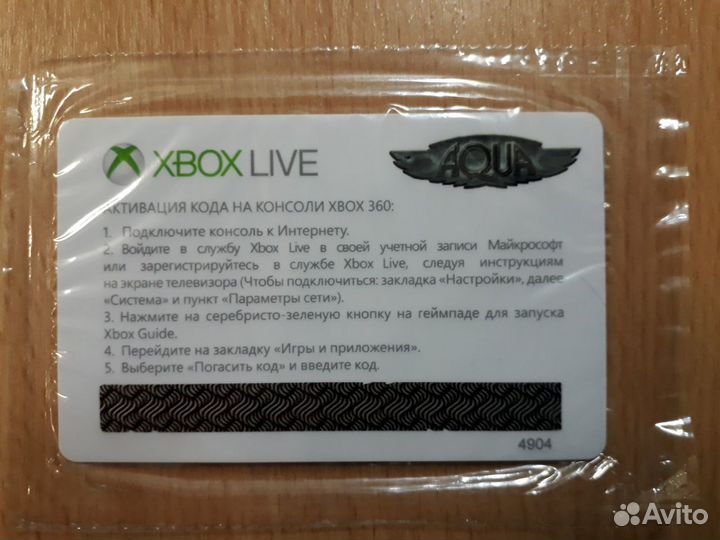 XBOX LIVE
AQUA
АКТИВАЦИЯ КОДА НА КОНСОЛИ XBOX 360:
1. Подключите консоль к Интернету.
2. Войдите в службу Xbox Live в своей учетной записи Майкрософт
или зарегистрируйтесь в службе Xbox Live, следуя инструкциям
на экране телевизора (Чтобы подключиться: закладка «Настройки», далее
«Система» и пункт «Параметры сети»).
3. Нажмите на серебристо-зеленую кнопку на геймпаде для запуска
Xbox Guide.
4. Перейдите на закладку «Игры и приложения».
5. Выберите «Погасить код» и введите код.
4904
Avito